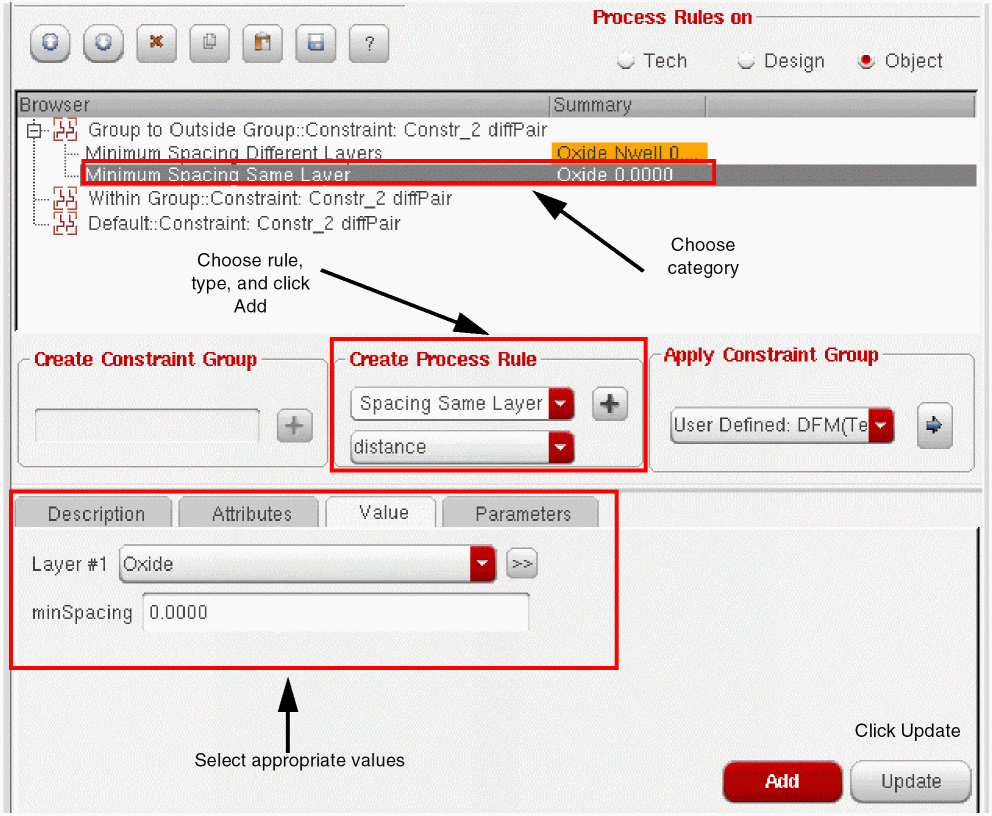 Process Rules on
?
Tech
Design
Object
Browser
Summary
Group to Outside Group::Constraint: Constr_2 diffPair
Minimum Spacing Different Layers
Oxide Nwell 0....
Minimum Spacing Same Layer
Oxide 0.0000
Within Group::Constraint: Constr_2 diffPair
Default::Constraint: Constr_2 diffPair
Choose rule,
type, and click
Add
Choose
category
Create Constraint Group
Create Process Rule
Apply Constraint Group
Spacing Same Layer
distance
User Defined: DFM(Te
Description
Attributes
Value
Parameters
Layer #1
Oxide
>>
minSpacing
0.0000
Select appropriate values
Click Update
Add
Update